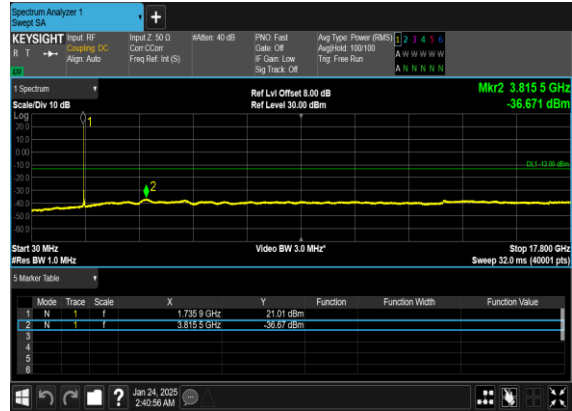 Spectrum Analyzer 1
Swept SA
+
KEYSIGHT Input: RF Input Z: 50 Ω #Atten: 40 dB PNO: Fast Avg Type: Power (RMS) 1 2 3 4 5 6
R T Coupling: DC Corr CCorr Gate: Off Avg|Hold: 100/100 A W W W W W
Align: Auto Freq Ref: Int (S) IF Gain: Low Trig: Free Run
Sig Track: Off A N N N N N
1 Spectrum Ref Lvl Offset 8.00 dB Mkr2 3.815 5 GHz
Scale/Div 10 dB Ref Level 30.00 dBm -36.671 dBm
Log
1
20.0
10.0
0.00
-10.0
DL1 -13.00 dBm
-20.0
-30.0
2
-40.0
-50.0
-60.0
Start 30 MHz Video BW 3.0 MHz* Stop 17.800 GHz
#Res BW 1.0 MHz Sweep 32.0 ms (40001 pts)
5 Marker Table
Mode Trace Scale X Y Function Function Width Function Value
1 N 1 f 1.735 9 GHz 21.01 dBm
2 N 1 f 3.815 5 GHz -36.67 dBm
3
4
5
6
? Jan 24, 2025
2:40:56 AM